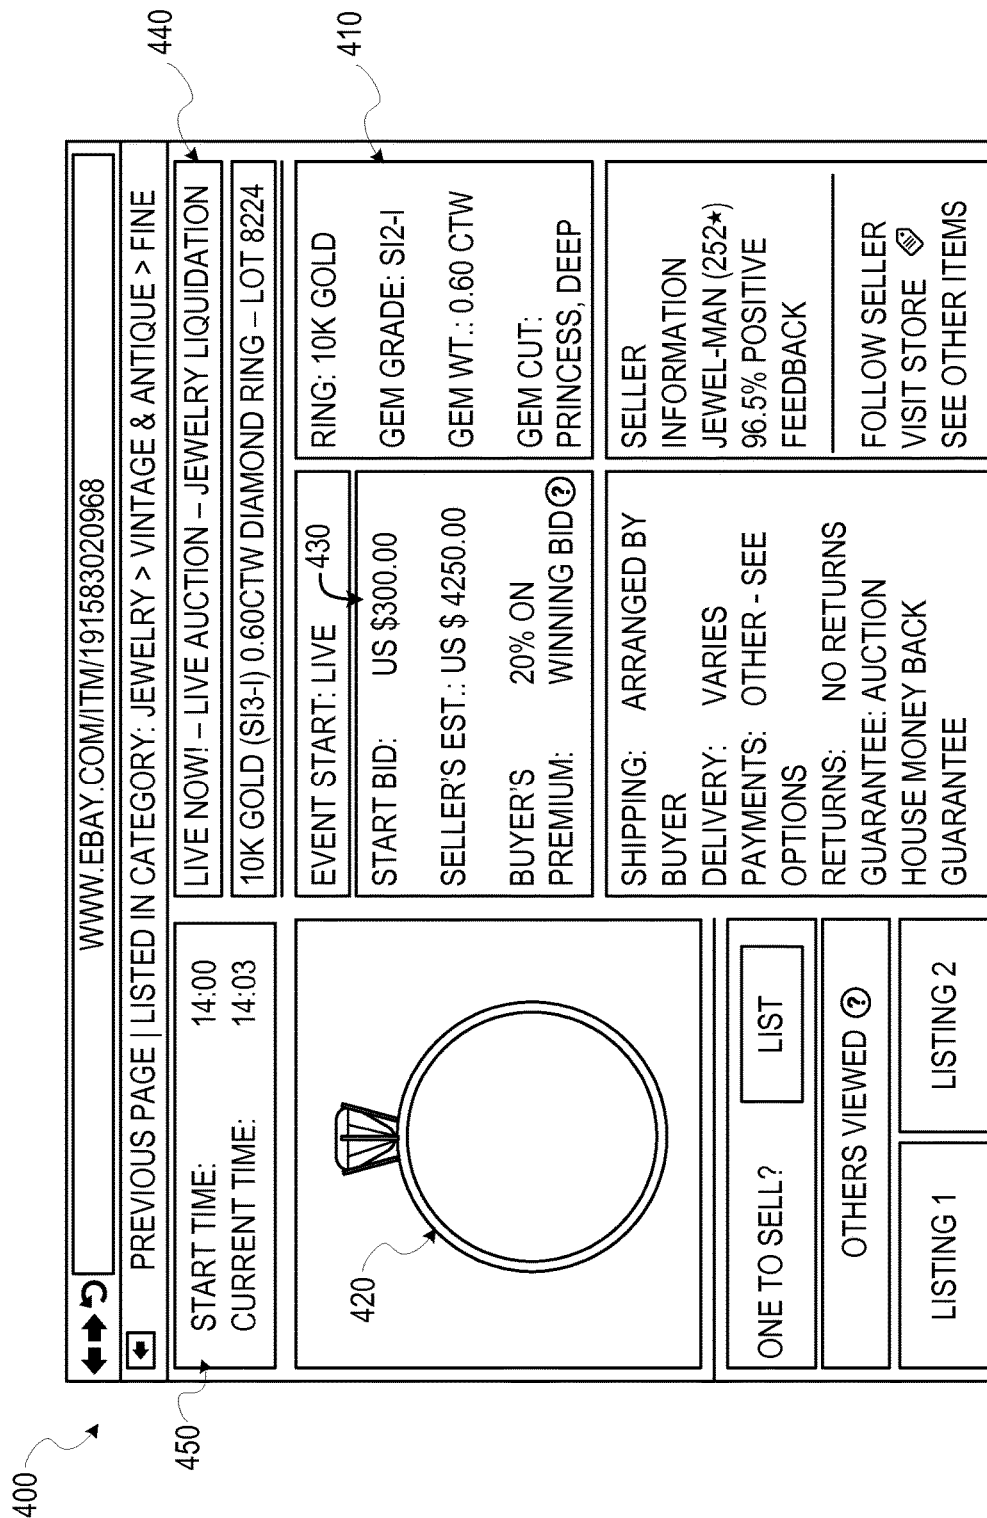 400
WWW.EBAY.COM/ITM/191583020968
PREVIOUS PAGE | LISTED IN CATEGORY: JEWELRY > VINTAGE & ANTIQUE > FINE
450
START TIME: 14:00
CURRENT TIME: 14:03
LIVE NOW! – LIVE AUCTION – JEWELRY LIQUIDATION
440
10K GOLD (SI3-I) 0.60CTW DIAMOND RING – LOT 8224
420
EVENT START: LIVE
430
START BID: US $300.00
SELLER'S EST.: US $ 4250.00
BUYER'S 20% ON
PREMIUM: WINNING BID ?
RING: 10K GOLD
410
GEM GRADE: SI2-I
GEM WT.: 0.60 CTW
GEM CUT:
PRINCESS, DEEP
ONE TO SELL? LIST
OTHERS VIEWED ?
LISTING 1
LISTING 2
SHIPPING: ARRANGED BY
BUYER
DELIVERY: VARIES
PAYMENTS: OTHER - SEE
OPTIONS
RETURNS: NO RETURNS
GUARANTEE: AUCTION
HOUSE MONEY BACK
GUARANTEE
SELLER
INFORMATION
JEWEL-MAN (252★)
96.5% POSITIVE
FEEDBACK
FOLLOW SELLER
VISIT STORE
SEE OTHER ITEMS